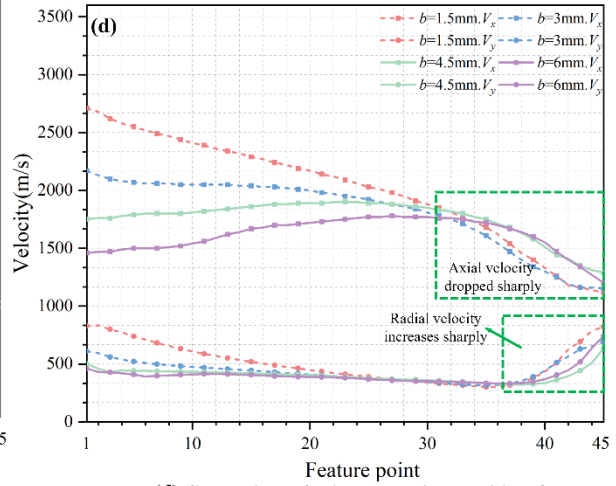 (d)
b=1.5mm.Vx b=3mm.Vx
b=1.5mm.Vy b=3mm.Vy
b=4.5mm.Vx b=6mm.Vx
b=4.5mm.Vy b=6mm.Vy
3500
3000
2500
2000
1500
1000
500
0
Velocity(m/s)
Axial velocity
dropped sharply
Radial velocity
increases sharply
1 10 20 30 40 45
Feature point
5